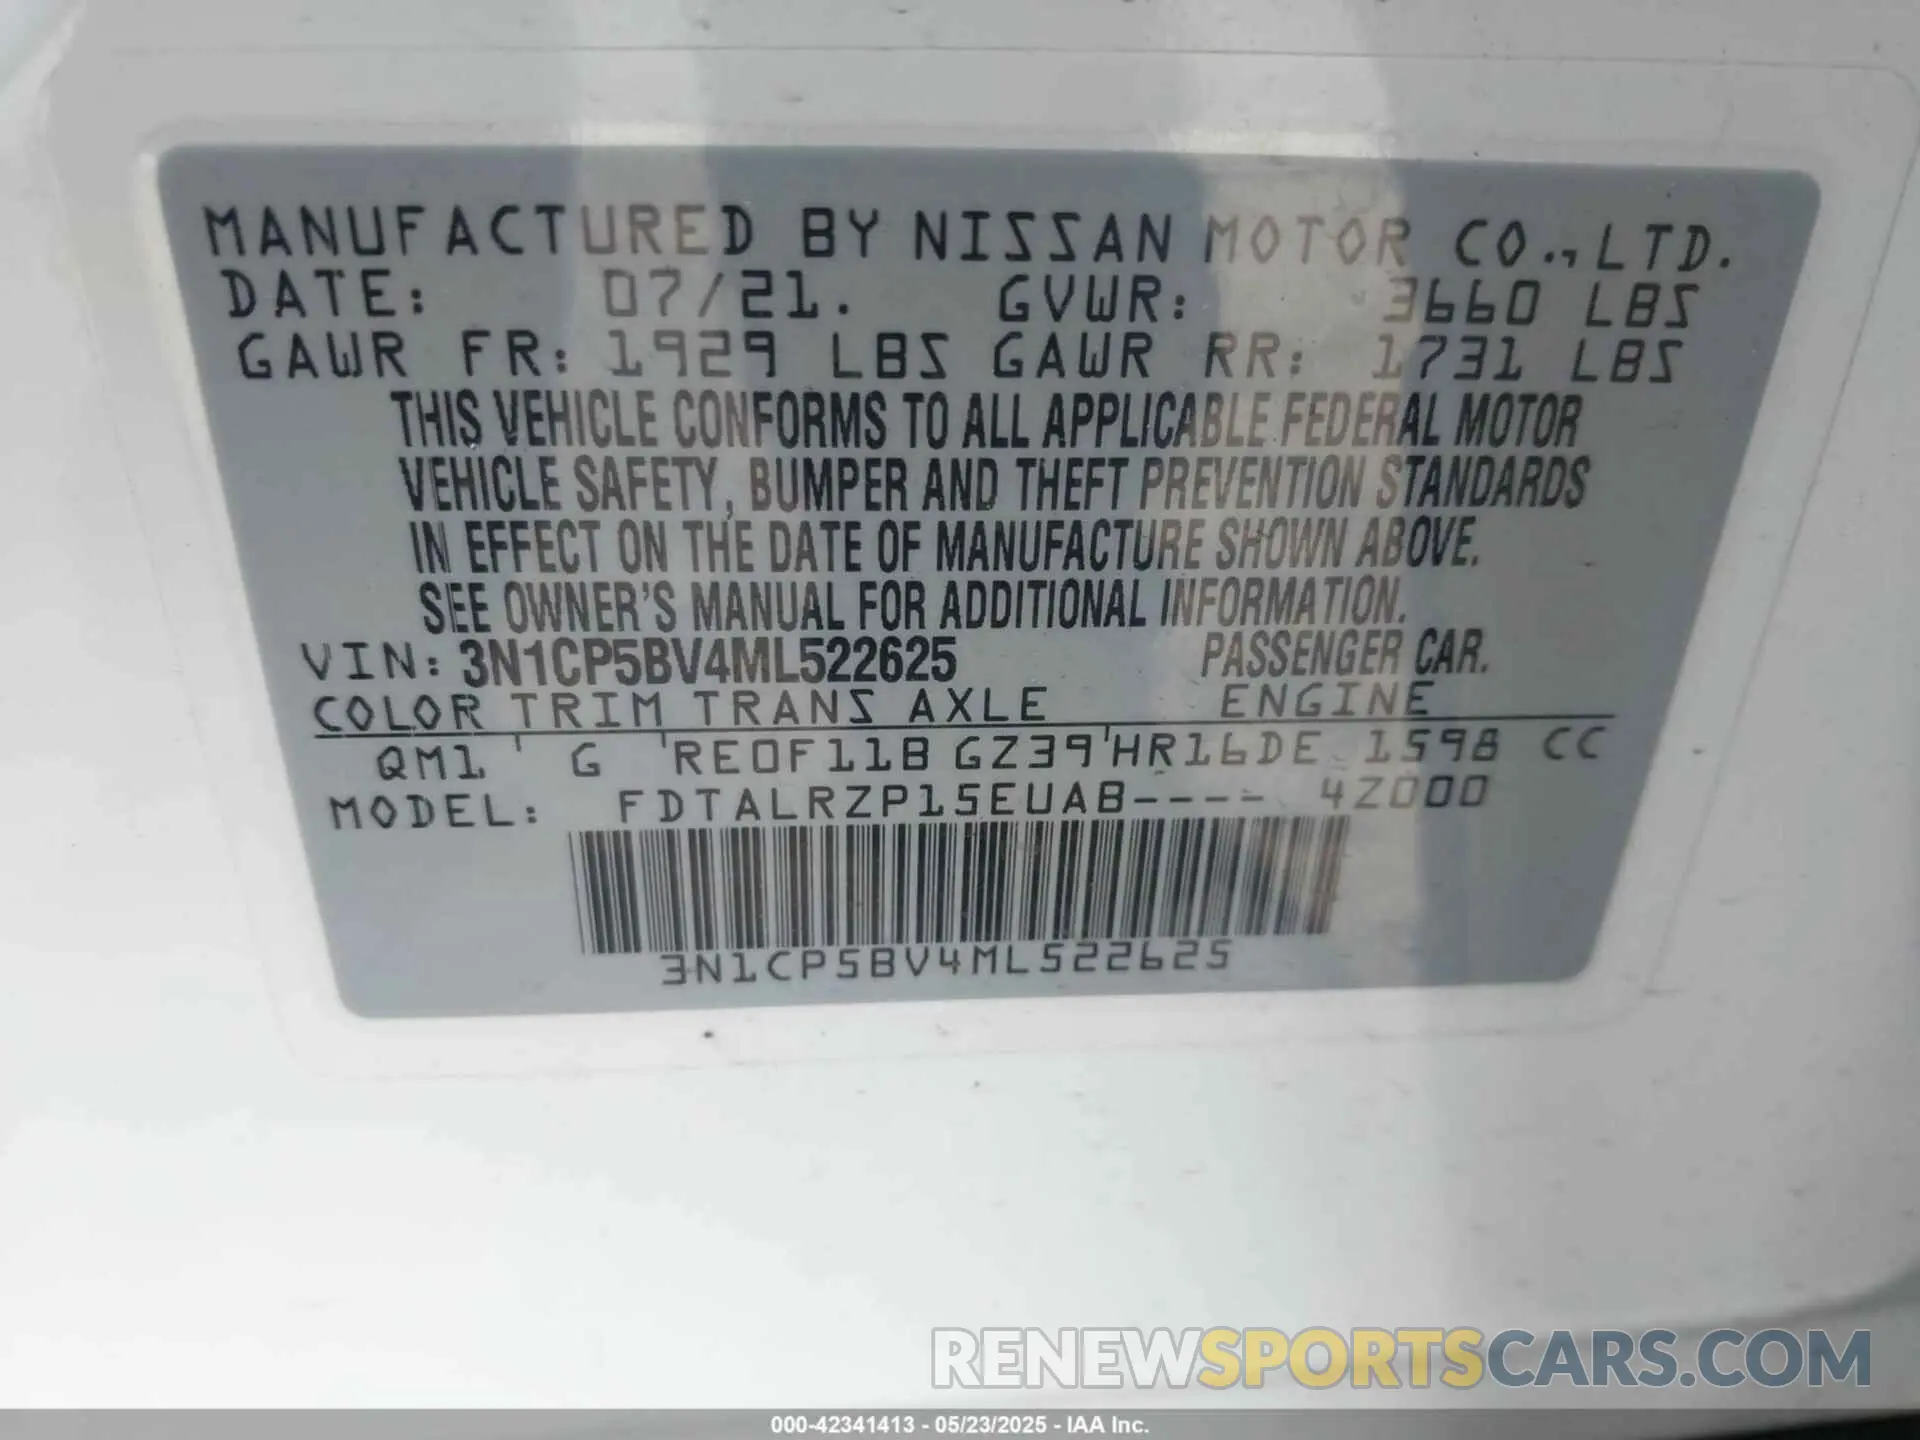 MANUFACTURED BY NISSAN MOTOR CO.,LTD.
DATE: 07/21. GVWR: 3660 LBS
GAWR FR: 1929 LBS GAWR RR: 1731 LBS
THIS VEHICLE CONFORMS TO ALL APPLICABLE FEDERAL MOTOR
VEHICLE SAFETY, BUMPER AND THEFT PREVENTION STANDARDS
IN EFFECT ON THE DATE OF MANUFACTURE SHOWN ABOVE.
SEE OWNER'S MANUAL FOR ADDITIONAL INFORMATION.
VIN: 3N1CP5BV4ML522625 PASSENGER CAR.
COLOR TRIM TRANS AXLE ENGINE
QM1 ' G 'RE0F11B GZ39'HR16DE 1598 CC
MODEL: FDTALRZP15EUAB---- 4Z000
3N1CP5BV4ML522625
RENEWSPORTSCARS.COM
000-42341413 - 05/23/2025 - IAA Inc.